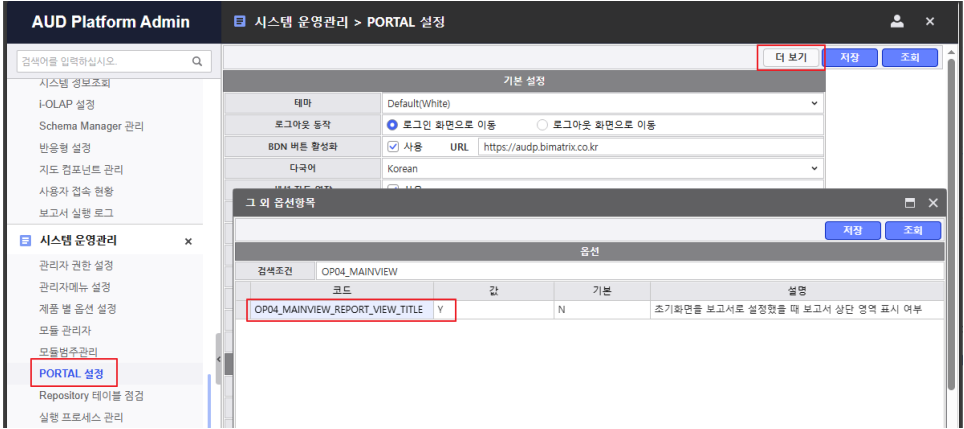 AUD Platform Admin
시스템 운영관리 > PORTAL 설정
검색어를 입력하십시오.
시스템 정보조회
i-OLAP 설정
Schema Manager 관리
반응형 설정
지도 컴포넌트 관리
사용자 접속 현황
보고서 실행 로그
시스템 운영관리
관리자 권한 설정
관리자메뉴 설정
제품 별 옵션 설정
모듈 관리자
모듈범주관리
PORTAL 설정
Repository 테이블 점검
실행 프로세스 관리
더 보기 저장 조회
기본 설정
테마 Default(White)
로그아웃 동작 로그인 화면으로 이동 로그아웃 화면으로 이동
BDN 버튼 활성화 사용 URL https://audp.bimatrix.co.kr
다국어 Korean
그 외 옵션항목
저장 조회
옵션
검색조건 OP04_MAINVIEW
코드 값 기본 설명
OP04_MAINVIEW_REPORT_VIEW_TITLE Y N 초기화면을 보고서로 설정했을 때 보고서 상단 영역 표시 여부